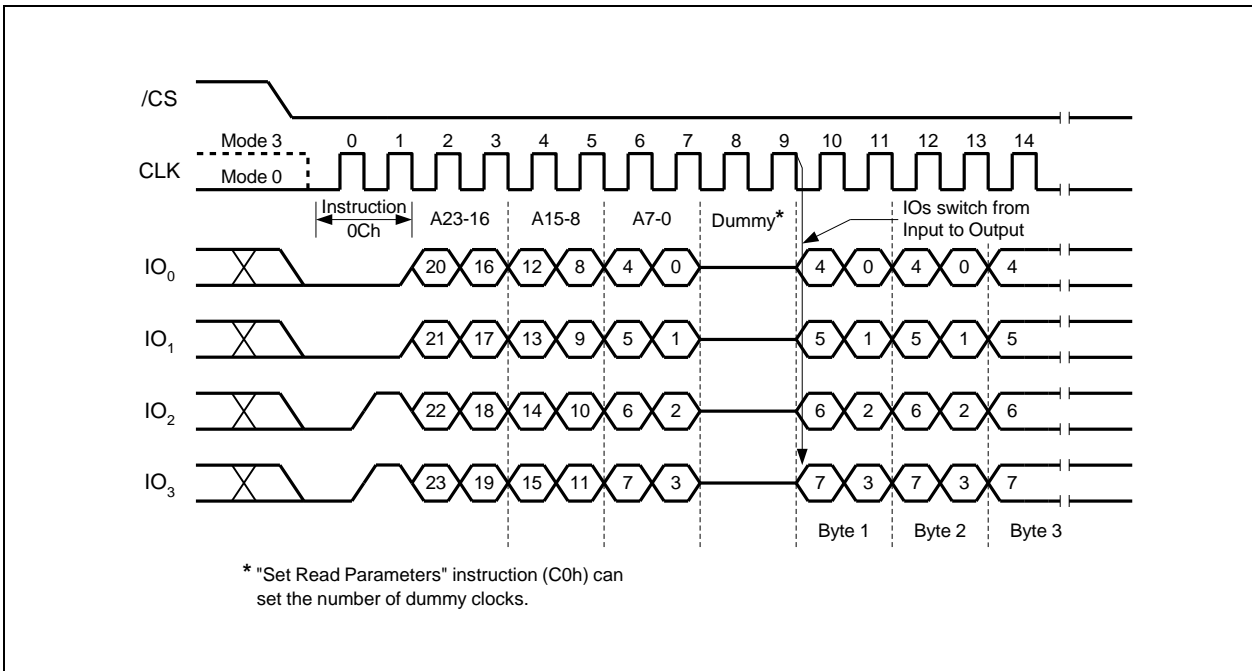 /CS
Mode 3 0 1 2 3 4 5 6 7 8 9 10 11 12 13 14
CLK Mode 0
Instruction A23-16 A15-8 A7-0 Dummy* IOs switch from
0Ch Input to Output
IO0 20 16 12 8 4 0 4 0 4 0 4
IO1 21 17 13 9 5 1 5 1 5 1 5
IO2 22 18 14 10 6 2 6 2 6 2 6
IO3 23 19 15 11 7 3 7 3 7 3 7
Byte 1 Byte 2 Byte 3
* "Set Read Parameters" instruction (C0h) can
set the number of dummy clocks.